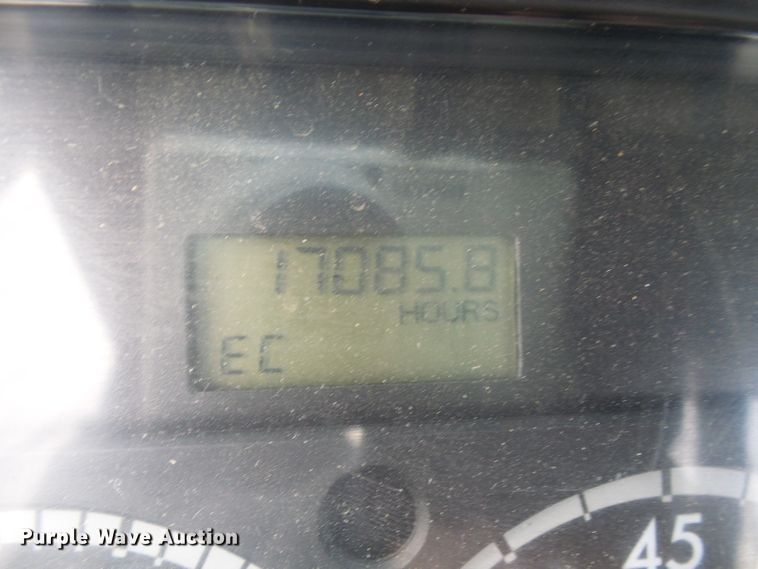 17085.8
HOURS
EC
45
Purple Wave Auction